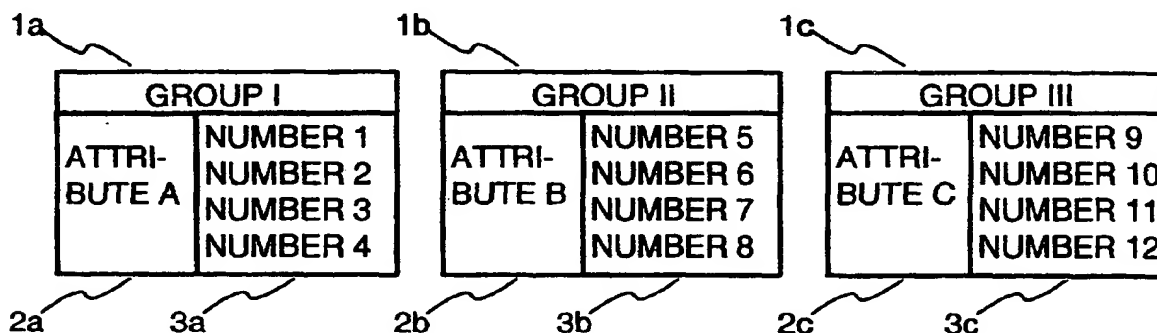 1a 1b 1c
GROUP I
ATTRI-
BUTE A
NUMBER 1
NUMBER 2
NUMBER 3
NUMBER 4
GROUP II
ATTRI-
BUTE B
NUMBER 5
NUMBER 6
NUMBER 7
NUMBER 8
GROUP III
ATTRI-
BUTE C
NUMBER 9
NUMBER 10
NUMBER 11
NUMBER 12
2a 3a 2b 3b 2c 3c